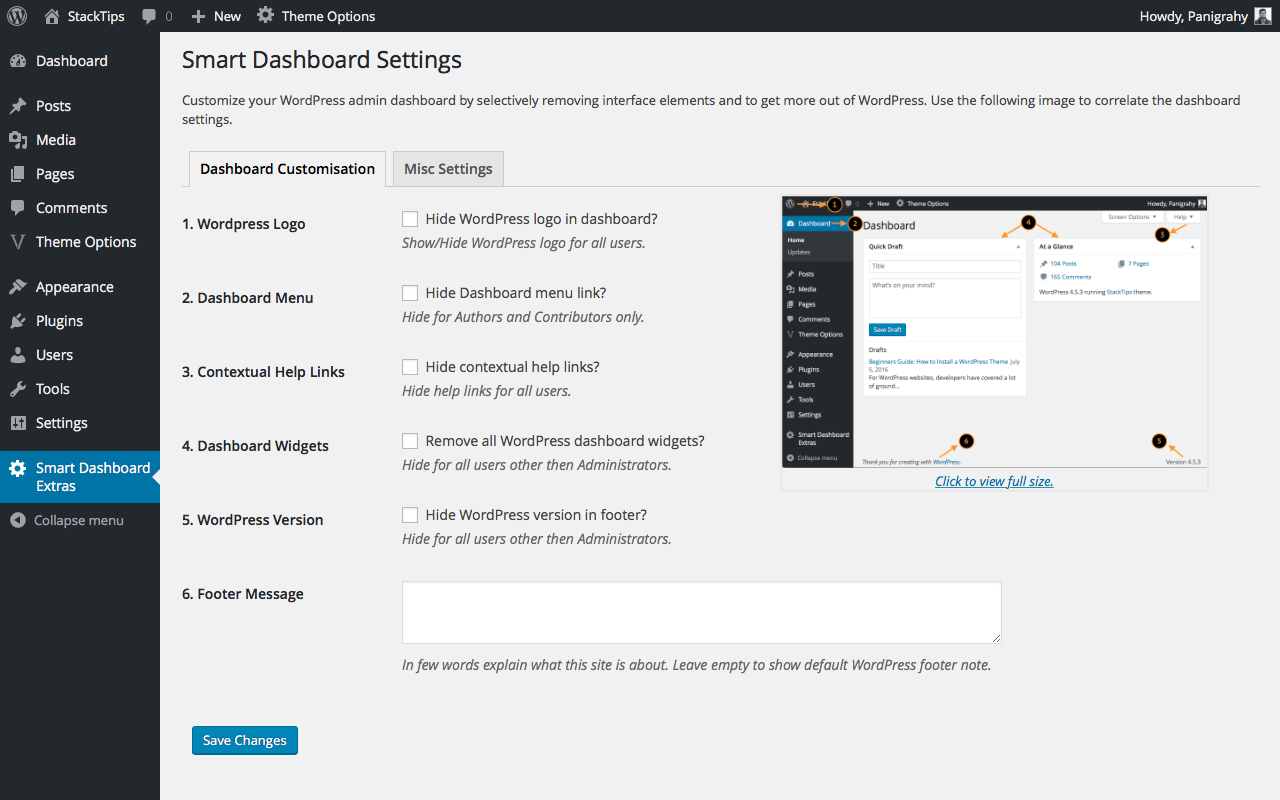 StackTips 0 New Theme Options Howdy, Panigrahy
Dashboard
Posts
Media
Pages
Comments
Theme Options
Appearance
Plugins
Users
Tools
Settings
Smart Dashboard
Extras
Collapse menu
Smart Dashboard Settings
Customize your WordPress admin dashboard by selectively removing interface elements and to get more out of WordPress. Use the following image to correlate the dashboard
settings.
Dashboard Customisation Misc Settings
1. Wordpress Logo
Hide WordPress logo in dashboard?
Show/Hide WordPress logo for all users.
2. Dashboard Menu
Hide Dashboard menu link?
Hide for Authors and Contributors only.
3. Contextual Help Links
Hide contextual help links?
Hide help links for all users.
4. Dashboard Widgets
Remove all WordPress dashboard widgets?
Hide for all users other then Administrators.
5. WordPress Version
Hide WordPress version in footer?
Hide for all users other then Administrators.
6. Footer Message
In few words explain what this site is about. Leave empty to show default WordPress footer note.
Save Changes
1 0 New Theme Options Howdy, Panigrahy
Dashboard 2
Home
Updates
Posts
Media
Pages
Comments
Theme Options
Appearance
Plugins
Users
Tools
Settings
Smart Dashboard
Extras
Collapse menu
Screen Options Help
Dashboard
4
3
Quick Draft
Title
What's on your mind?
Save Draft
Drafts
Beginners Guide: How to Install a WordPress Theme July
5, 2016
For WordPress websites, developers have covered a lot
of ground...
At a Glance
104 Posts 7 Pages
165 Comments
WordPress 4.5.3 running StackTips theme.
6
5
Thank you for creating with WordPress.
Version 4.5.3
Click to view full size.